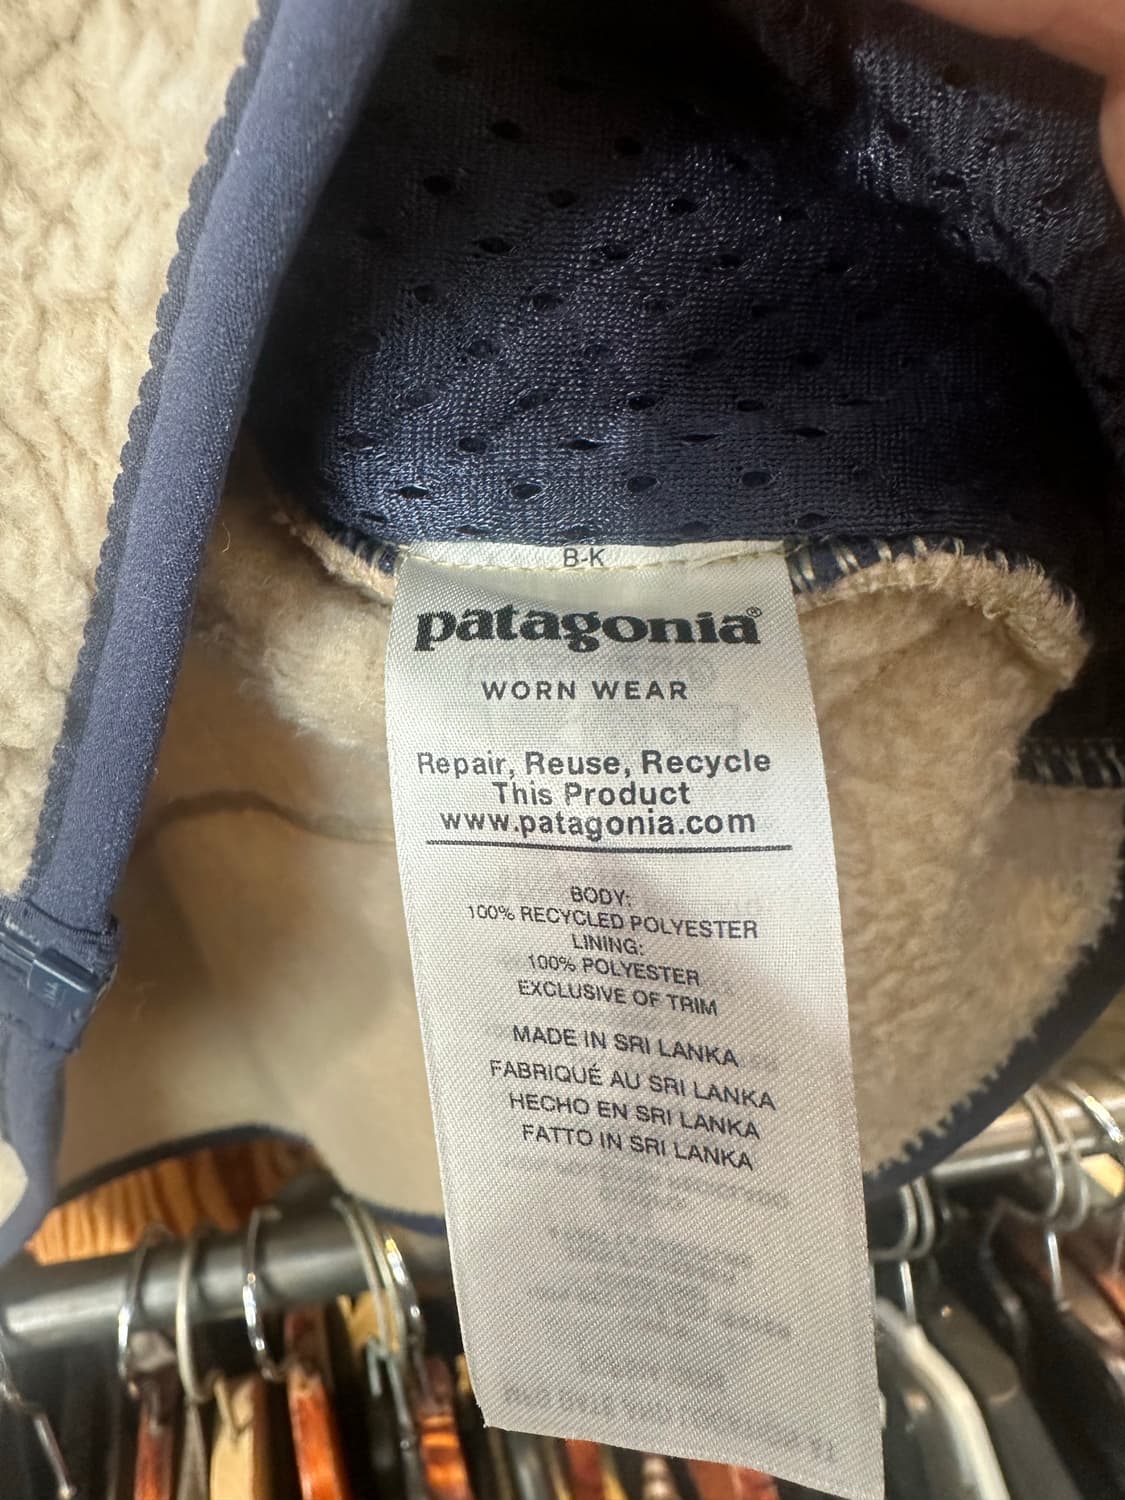 B-K
patagonia®
WORN WEAR
Repair, Reuse, Recycle
This Product
www.patagonia.com
BODY:
100% RECYCLED POLYESTER
LINING:
100% POLYESTER
EXCLUSIVE OF TRIM
MADE IN SRI LANKA
FABRIQUÉ AU SRI LANKA
HECHO EN SRI LANKA
FATTO IN SRI LANKA